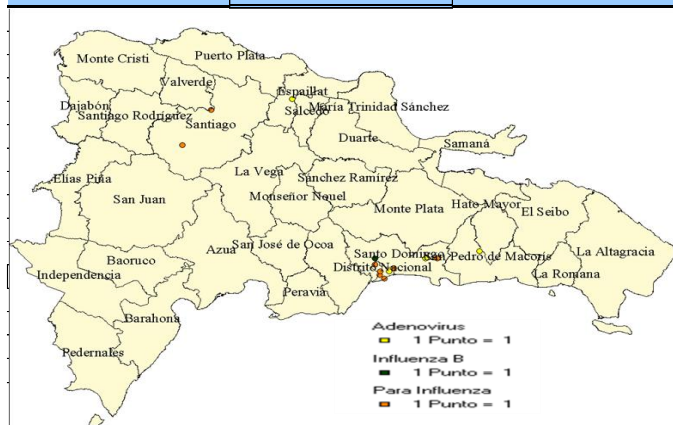 Puerto Plata
Monte Cristi
Valverde
Espaillat
Dajabón
María Trinidad Sánchez
Santiago Rodríguez
Salcedo
Santiago
Duarte
Samaná
La Vega
Elías Piña
Sánchez Ramírez
San Juan
Monseñor Nouel
Hato Mayor
Monte Plata
El Seibo
San José de Ocoa
Azua
Santo Domingo
La Altagracia
San Pedro de Macoris
Baoruco
Distrito Nacional
Independencia
La Romana
Peravia
Barahona
Pedernales
Adenovirus
1 Punto = 1
Influenza B
1 Punto = 1
Para Influenza
1 Punto = 1